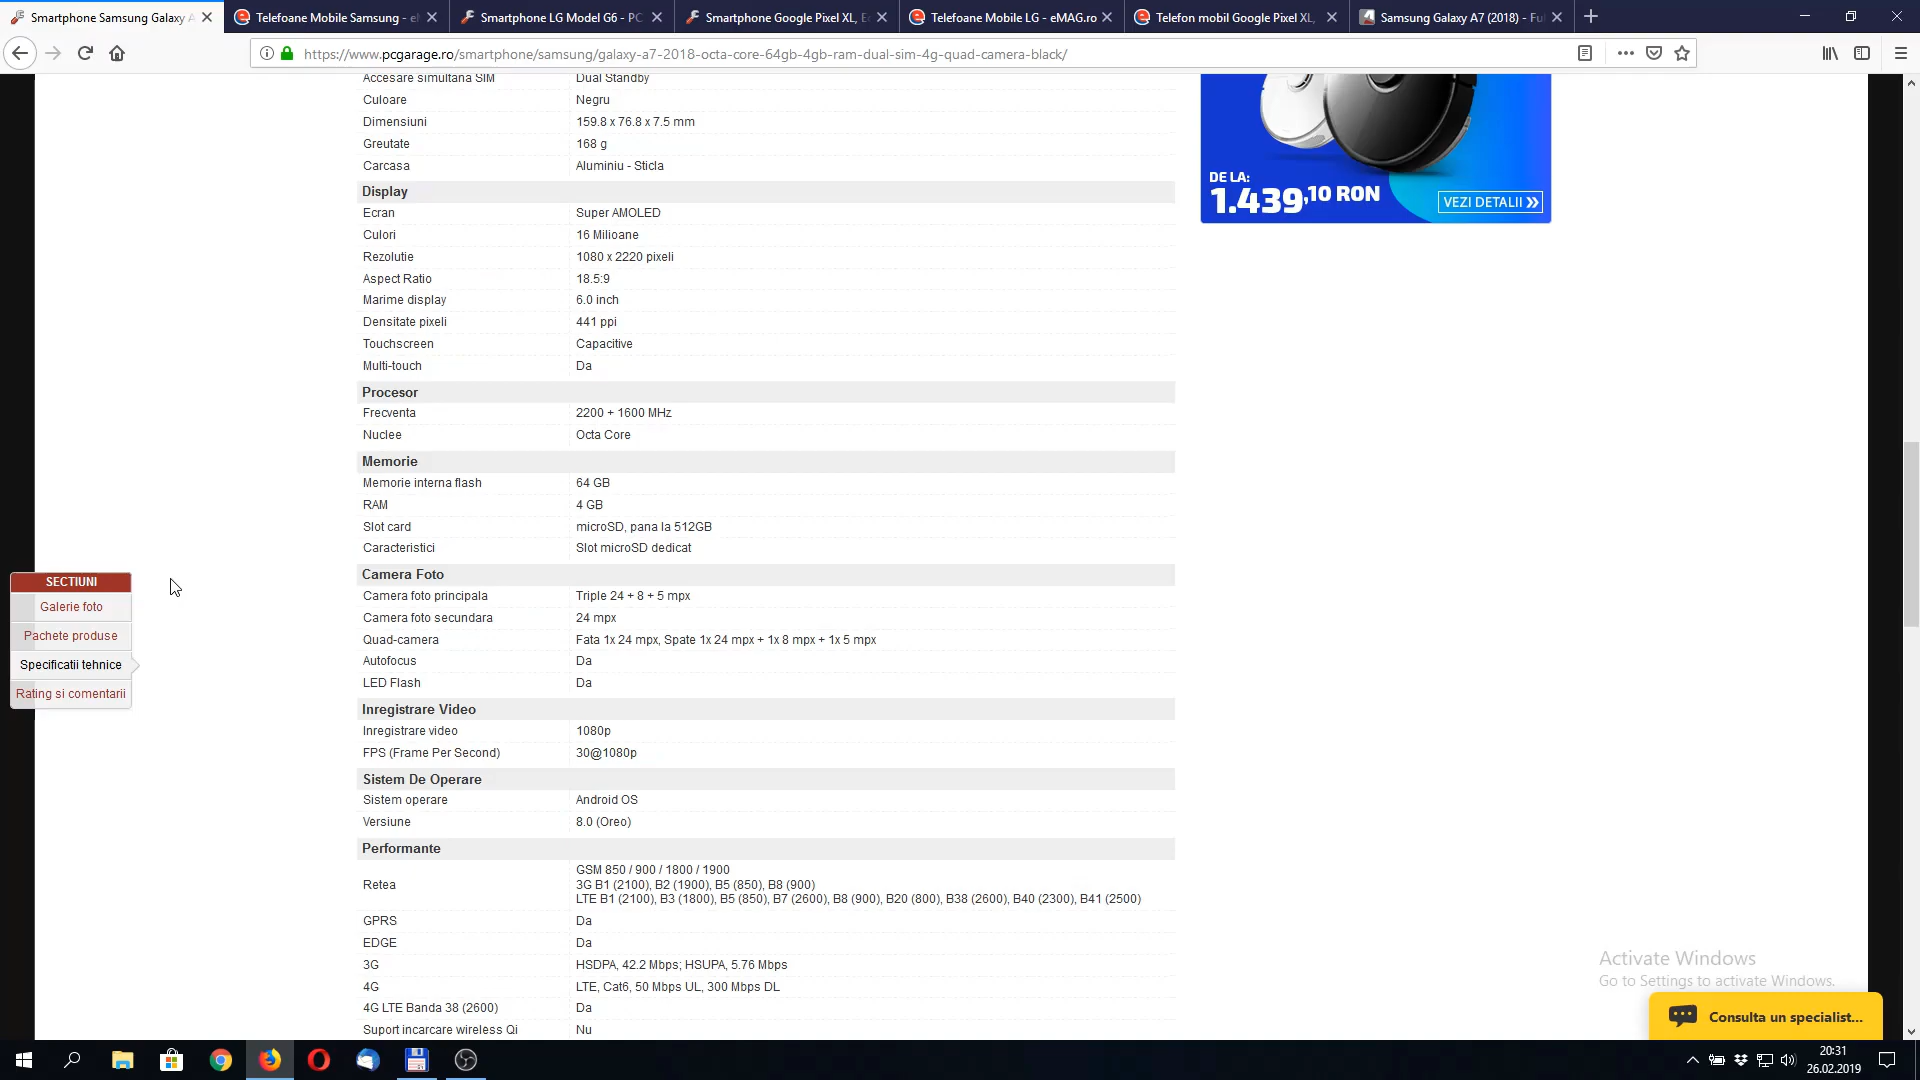 Smartphone Samsung Galaxy A
Telefoane Mobile Samsung - eM
Smartphone LG Model G6 - PC
Smartphone Google Pixel XL, Ec
Telefoane Mobile LG - eMAG.ro
Telefon mobil Google Pixel XL,
Samsung Galaxy A7 (2018) - Ful
https://www.pcgarage.ro/smartphone/samsung/galaxy-a7-2018-octa-core-64gb-4gb-ram-dual-sim-4g-quad-camera-black/
Accesare simultana SIM Dual Standby
Culoare Negru
Dimensiuni 159.8 x 76.8 x 7.5 mm
Greutate 168 g
Carcasa Aluminiu - Sticla
DE LA:
1.439,10 RON
VEZI DETALII »
Display
Ecran Super AMOLED
Culori 16 Milioane
Rezolutie 1080 x 2220 pixeli
Aspect Ratio 18.5:9
Marime display 6.0 inch
Densitate pixeli 441 ppi
Touchscreen Capacitive
Multi-touch Da
Procesor
Frecventa 2200 + 1600 MHz
Nuclee Octa Core
Memorie
Memorie interna flash 64 GB
RAM 4 GB
Slot card microSD, pana la 512GB
Caracteristici Slot microSD dedicat
SECTIUNI
Galerie foto
Pachete produse
Specificatii tehnice
Rating si comentarii
Camera Foto
Camera foto principala Triple 24 + 8 + 5 mpx
Camera foto secundara 24 mpx
Quad-camera Fata 1x 24 mpx, Spate 1x 24 mpx + 1x 8 mpx + 1x 5 mpx
Autofocus Da
LED Flash Da
Inregistrare Video
Inregistrare video 1080p
FPS (Frame Per Second) 30@1080p
Sistem De Operare
Sistem operare Android OS
Versiune 8.0 (Oreo)
Performante
Retea GSM 850 / 900 / 1800 / 1900
3G B1 (2100), B2 (1900), B5 (850), B8 (900)
LTE B1 (2100), B3 (1800), B5 (850), B7 (2600), B8 (900), B20 (800), B38 (2600), B40 (2300), B41 (2500)
GPRS Da
EDGE Da
3G HSDPA, 42.2 Mbps; HSUPA, 5.76 Mbps
4G LTE, Cat6, 50 Mbps UL, 300 Mbps DL
4G LTE Banda 38 (2600) Da
Suport incarcare wireless Qi Nu
Activate Windows
Go to Settings to activate Windows.
Consulta un specialist...
20:31
26.02.2019